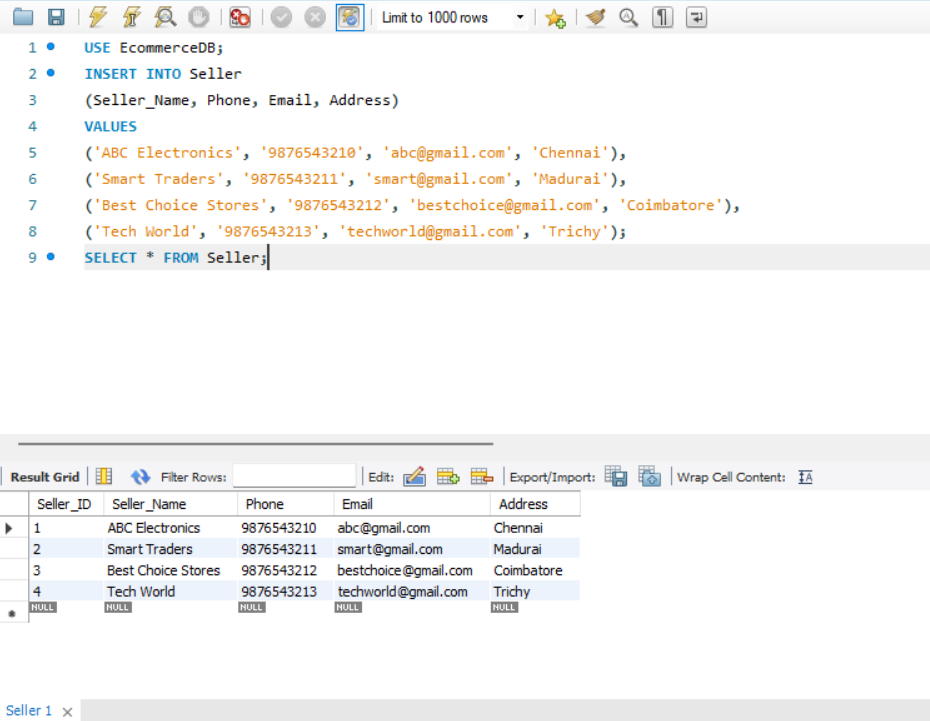 Limit to 1000 rows
1 USE EcommerceDB;
2 INSERT INTO Seller
3 (Seller_Name, Phone, Email, Address)
4 VALUES
5 ('ABC Electronics', '9876543210', 'abc@gmail.com', 'Chennai'),
6 ('Smart Traders', '9876543211', 'smart@gmail.com', 'Madurai'),
7 ('Best Choice Stores', '9876543212', 'bestchoice@gmail.com', 'Coimbatore'),
8 ('Tech World', '9876543213', 'techworld@gmail.com', 'Trichy');
9 SELECT * FROM Seller;
Result Grid Filter Rows: Edit: Export/Import: Wrap Cell Content: IA
Seller_ID Seller_Name Phone Email Address
1 ABC Electronics 9876543210 abc@gmail.com Chennai
2 Smart Traders 9876543211 smart@gmail.com Madurai
3 Best Choice Stores 9876543212 bestchoice@gmail.com Coimbatore
4 Tech World 9876543213 techworld@gmail.com Trichy
NULL NULL NULL NULL NULL
Seller 1